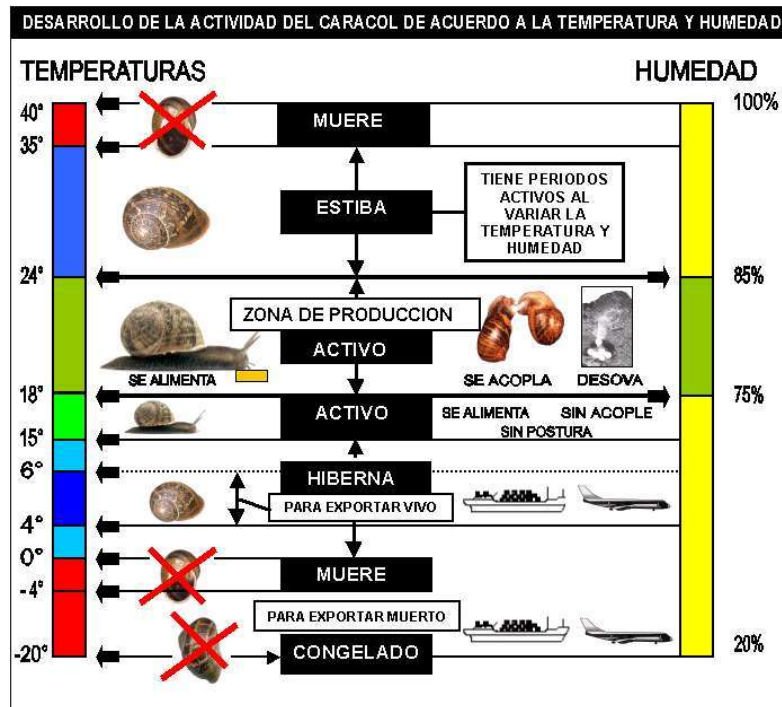 DESARROLLO DE LA ACTIVIDAD DEL CARACOL DE ACUERDO A LA TEMPERATURA Y HUMEDAD
TEMPERATURAS
HUMEDAD
40°
MUERE
100%
35°
ESTIBA
TIENE PERIODOS
ACTIVOS AL
VARIAR LA
TEMPERATURA Y
HUMEDAD
24°
85%
ZONA DE PRODUCCION
ACTIVO
SE ALIMENTA
SE ACOPLA
DESOVA
18°
75%
ACTIVO
SE ALIMENTA
SIN ACOPLE
SIN POSTURA
15°
6°
HIBERNA
PARA EXPORTAR VIVO
4°
0°
MUERE
-4°
PARA EXPORTAR MUERTO
-20°
CONGELADO
20%